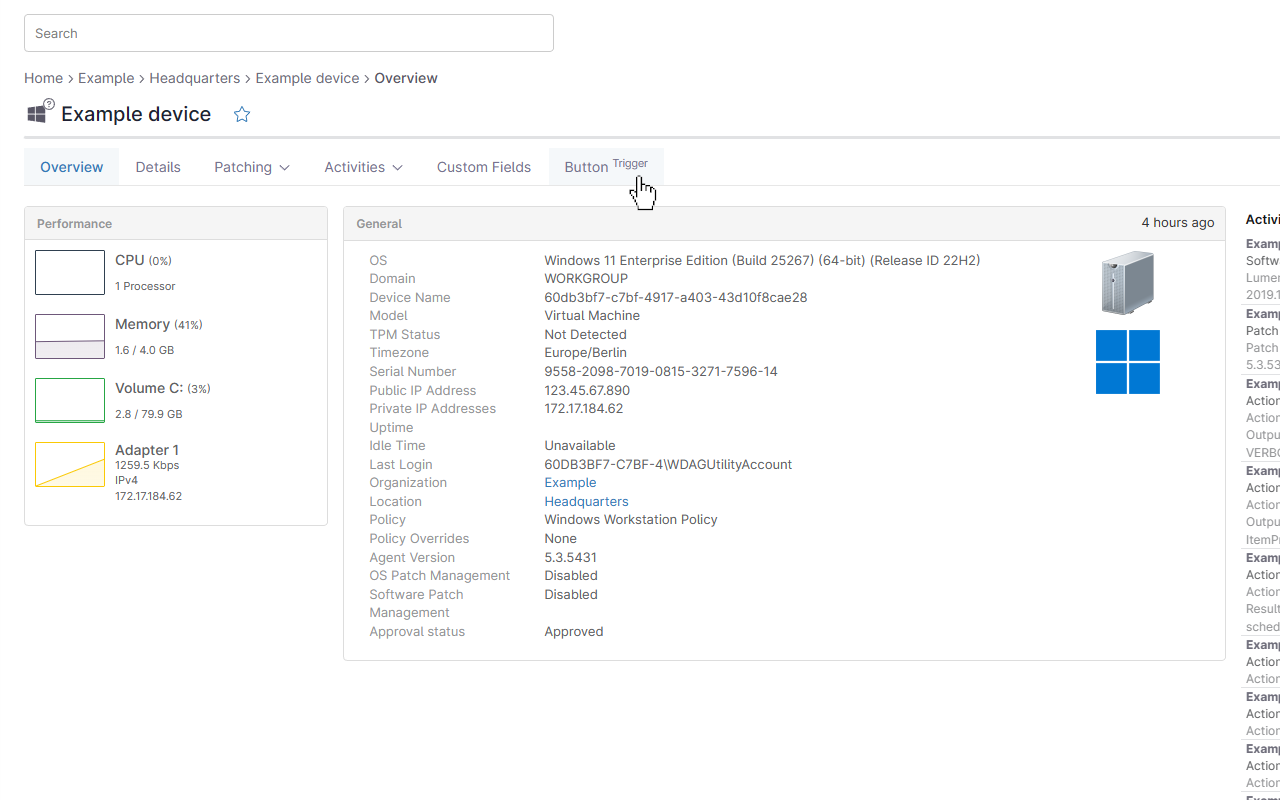 Search
Home > Example > Headquarters > Example device > Overview
Example device
Overview Details Patching Activities Custom Fields Button Trigger
Performance
CPU (0%)
1 Processor
Memory (41%)
1.6 / 4.0 GB
Volume C: (3%)
2.8 / 79.9 GB
Adapter 1
1259.5 Kbps
IPv4
172.17.184.62
General 4 hours ago
OS Windows 11 Enterprise Edition (Build 25267) (64-bit) (Release ID 22H2)
Domain WORKGROUP
Device Name 60db3bf7-c7bf-4917-a403-43d10f8cae28
Model Virtual Machine
TPM Status Not Detected
Timezone Europe/Berlin
Serial Number 9558-2098-7019-0815-3271-7596-14
Public IP Address 123.45.67.890
Private IP Addresses 172.17.184.62
Uptime
Idle Time Unavailable
Last Login 60DB3BF7-C7BF-4\WDAGUtilityAccount
Organization Example
Location Headquarters
Policy Windows Workstation Policy
Policy Overrides None
Agent Version 5.3.5431
OS Patch Management Disabled
Software Patch Disabled
Management
Approval status Approved
Activi
Examp
Softwa
Lumen
2019.1
Examp
Patch
Patch
5.3.53
Examp
Action
Action
Outpu
VERBO
Examp
Action
Action
Outpu
ItemPr
Examp
Action
Action
Result
sched
Examp
Action
Action
Examp
Action
Action
Examp
Action
Action